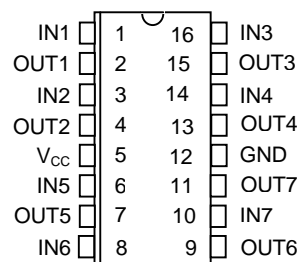 IN1 1 16 IN3
OUT1 2 15 OUT3
IN2 3 14 IN4
OUT2 4 13 OUT4
VCC 5 12 GND
IN5 6 11 OUT7
OUT5 7 10 IN7
IN6 8 9 OUT6